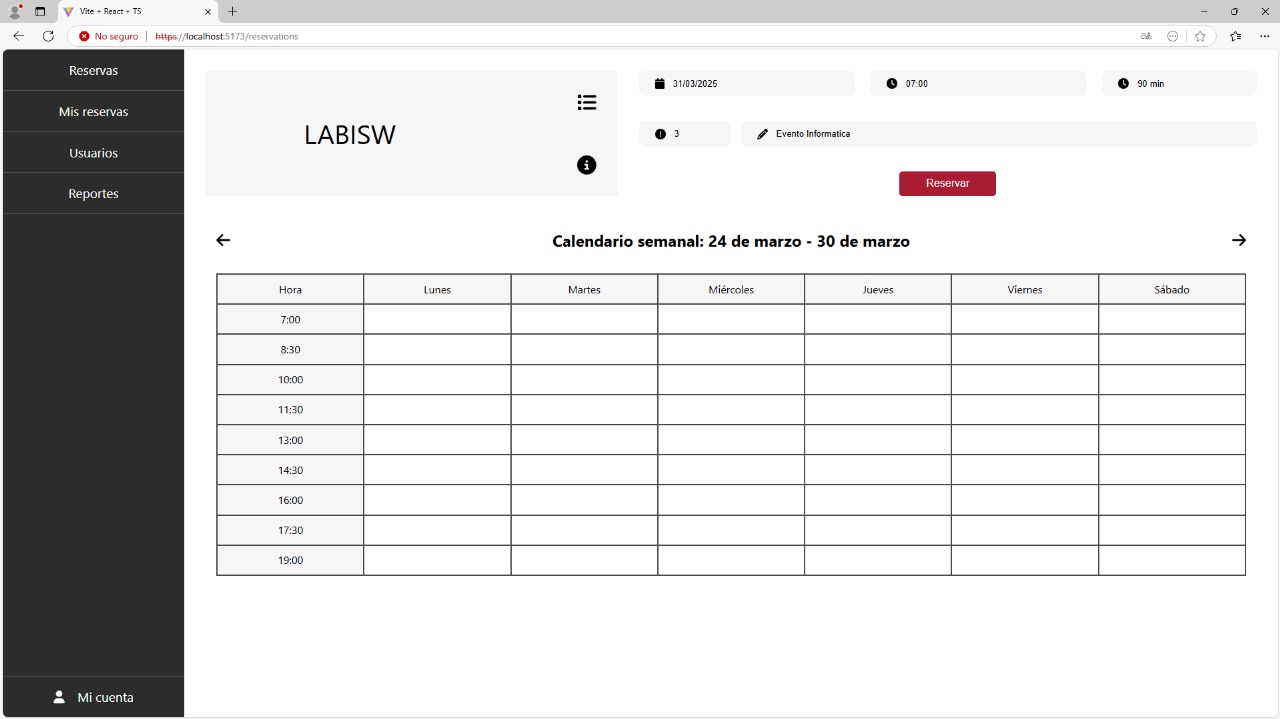 Vite + React + TS
No seguro
https://localhost:5173/reservations
Reservas
Mis reservas
Usuarios
Reportes
Mi cuenta
LABISW
31/03/2025
07:00
90 min
3
Evento Informatica
Reservar
Calendario semanal: 24 de marzo - 30 de marzo
Hora Lunes Martes Miércoles Jueves Viernes Sábado
7:00
8:30
10:00
11:30
13:00
14:30
16:00
17:30
19:00